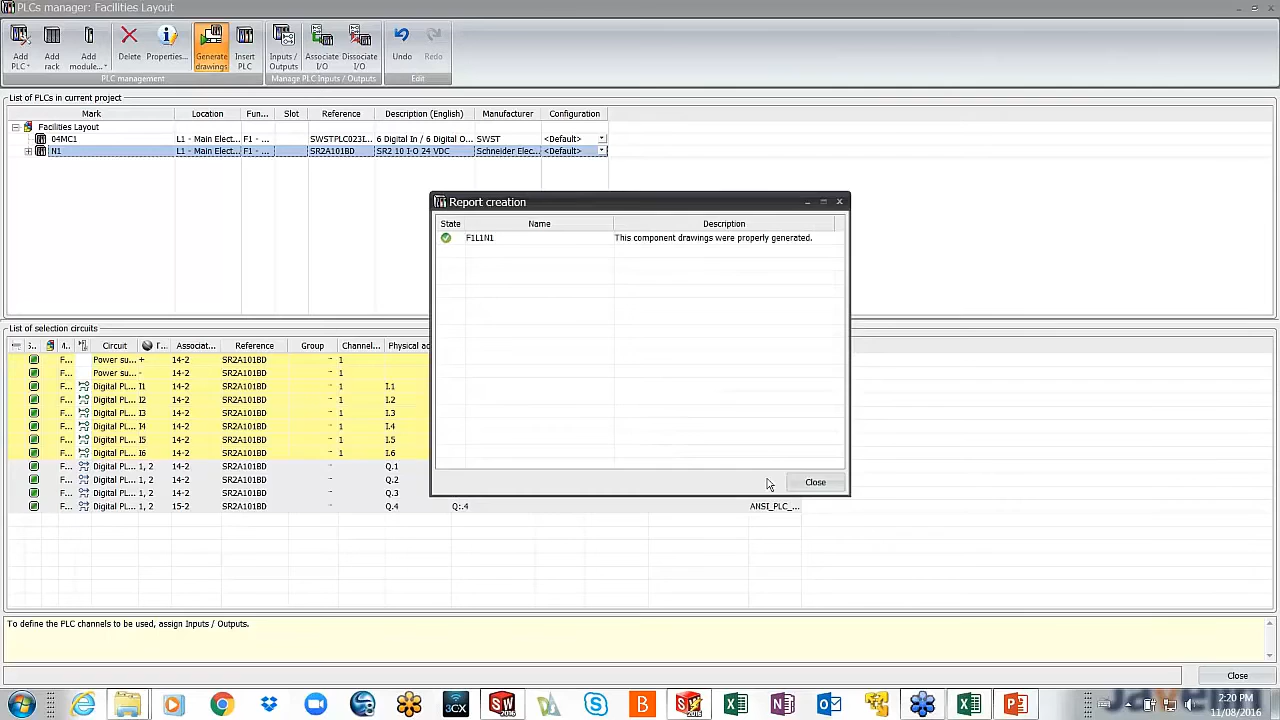 PLCs manager: Facilities Layout
Add PLC
Add rack
Add module...
Delete
Properties...
Generate drawings
Insert PLC
Inputs / Outputs
Associate I/O
Dissociate I/O
Undo
Redo
PLC management
Manage PLC Inputs / Outputs
Edit
List of PLCs in current project
Mark Location Fun... Slot Reference Description (English) Manufacturer Configuration
Facilities Layout
04MC1 L1 - Main Elect... F1 - ... SWSTPLC023I... 6 Digital In / 6 Digital O... SWST <Default>
N1 L1 - Main Elect... F1 - ... SR2A101BD SR2 10 I-O 24 VDC Schneider Elec... <Default>
Report creation
State Name Description
F1L1N1 This component drawings were properly generated.
Close
List of selection circuits
Circuit T... Associat... Reference Group Channel... Physical ad
F... Power su... + 14-2 SR2A101BD - 1
F... Power su... - 14-2 SR2A101BD - 1
F... Digital PL... I1 14-2 SR2A101BD - 1 I.1
F... Digital PL... I2 14-2 SR2A101BD - 1 I.2
F... Digital PL... I3 14-2 SR2A101BD - 1 I.3
F... Digital PL... I4 14-2 SR2A101BD - 1 I.4
F... Digital PL... I5 14-2 SR2A101BD - 1 I.5
F... Digital PL... I6 14-2 SR2A101BD - 1 I.6
F... Digital PL... 1, 2 14-2 SR2A101BD - Q.1
F... Digital PL... 1, 2 14-2 SR2A101BD - Q.2
F... Digital PL... 1, 2 14-2 SR2A101BD - Q.3
F... Digital PL... 1, 2 15-2 SR2A101BD - Q.4 Q:.4 ANSI_PLC_...
To define the PLC channels to be used, assign Inputs / Outputs.
Close
3CX
SW
B
2:20 PM
11/08/2016